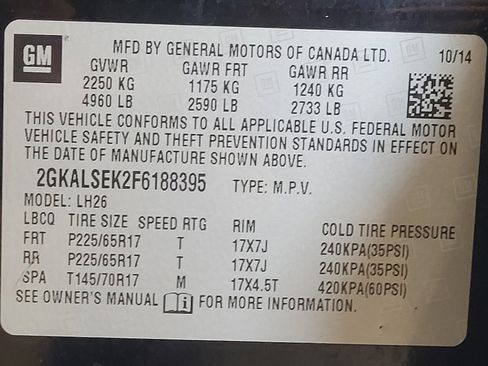 GM MFD BY GENERAL MOTORS OF CANADA LTD. 10/14
GVWR GAWR FRT GAWR RR
2250 KG 1175 KG 1240 KG
4960 LB 2590 LB 2733 LB
THIS VEHICLE CONFORMS TO ALL APPLICABLE U.S. FEDERAL MOTOR
VEHICLE SAFETY AND THEFT PREVENTION STANDARDS IN EFFECT ON
THE DATE OF MANUFACTURE SHOWN ABOVE.
2GKALSEK2F6188395 TYPE: M.P.V.
MODEL: LH26
LBCQ TIRE SIZE SPEED RTG RIM COLD TIRE PRESSURE
FRT P225/65R17 T 17X7J 240KPA(35PSI)
RR P225/65R17 T 17X7J 240KPA(35PSI)
SPA T145/70R17 M 17X4.5T 420KPA(60PSI)
SEE OWNER'S MANUAL i FOR MORE INFORMATION.